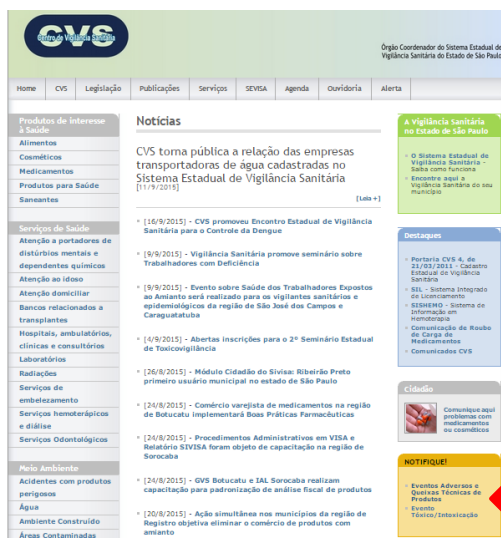 CVS
Centro de Vigilância Sanitária
Órgão Coordenador do Sistema Estadual de
Vigilância Sanitária do Estado de São Paulo
Home CVS Legislação Publicações Serviços SEVISA Agenda Ouvidoria Alerta
Produtos de interesse
à Saúde
Alimentos
Cosméticos
Medicamentos
Produtos para Saúde
Saneantes
Serviços de Saúde
Atenção a portadores de
distúrbios mentais e
dependentes químicos
Atenção ao idoso
Atenção domiciliar
Bancos relacionados a
transplantes
Hospitais, ambulatórios,
clínicas e consultórios
Laboratórios
Radiações
Serviços de
embelezamento
Serviços hemoterápicos
e diálise
Serviços Odontológicos
Meio Ambiente
Acidentes com produtos
perigosos
Água
Ambiente Construído
Áreas Contaminadas
Notícias
CVS torna pública a relação das empresas
transportadoras de água cadastradas no
Sistema Estadual de Vigilância Sanitária
[11/9/2015]
[Leia +]
[16/9/2015] - CVS promoveu Encontro Estadual de Vigilância
Sanitária para o Controle da Dengue
[9/9/2015] - Vigilância Sanitária promove seminário sobre
Trabalhadores com Deficiência
[9/9/2015] - Evento sobre Saúde dos Trabalhadores Expostos
ao Amianto será realizado para os vigilantes sanitários e
epidemiológicos da região de São José dos Campos e
Caraguatatuba
[4/9/2015] - Abertas inscrições para o 2º Seminário Estadual
de Toxicovigilância
[26/8/2015] - Módulo Cidadão do Sivisa: Ribeirão Preto
primeiro usuário municipal no estado de São Paulo
[24/8/2015] - Comércio varejista de medicamentos na região
de Botucatu implementará Boas Práticas Farmacêuticas
[24/8/2015] - Procedimentos Administrativos em VISA e
Relatório SIVISA foram objeto de capacitação na região de
Sorocaba
[24/8/2015] - GVS Botucatu e IAL Sorocaba realizam
capacitação para padronização de análise fiscal de produtos
[20/8/2015] - Ação simultânea nos municípios da região de
Registro objetiva eliminar o comércio de produtos com
amianto
A Vigilância Sanitária
no Estado de São Paulo
O Sistema Estadual de
Vigilância Sanitária -
Saiba como funciona
Encontre aqui a
Vigilância Sanitária do seu
município
Destaques
Portaria CVS 4, de
21/03/2011 - Cadastro
Estadual de Vigilância
Sanitária
SIL - Sistema Integrado
de Licenciamento
SISHEMO - Sistema de
Informação em
Hemoterapia
Comunicação de Roubo
de Carga de
Medicamentos
Comunicados CVS
Cidadão
Comunique aqui
problemas com
medicamentos
ou cosméticos
NOTIFIQUE!
Eventos Adversos e
Queixas Técnicas de
Produtos
Evento
Tóxico/Intoxicação